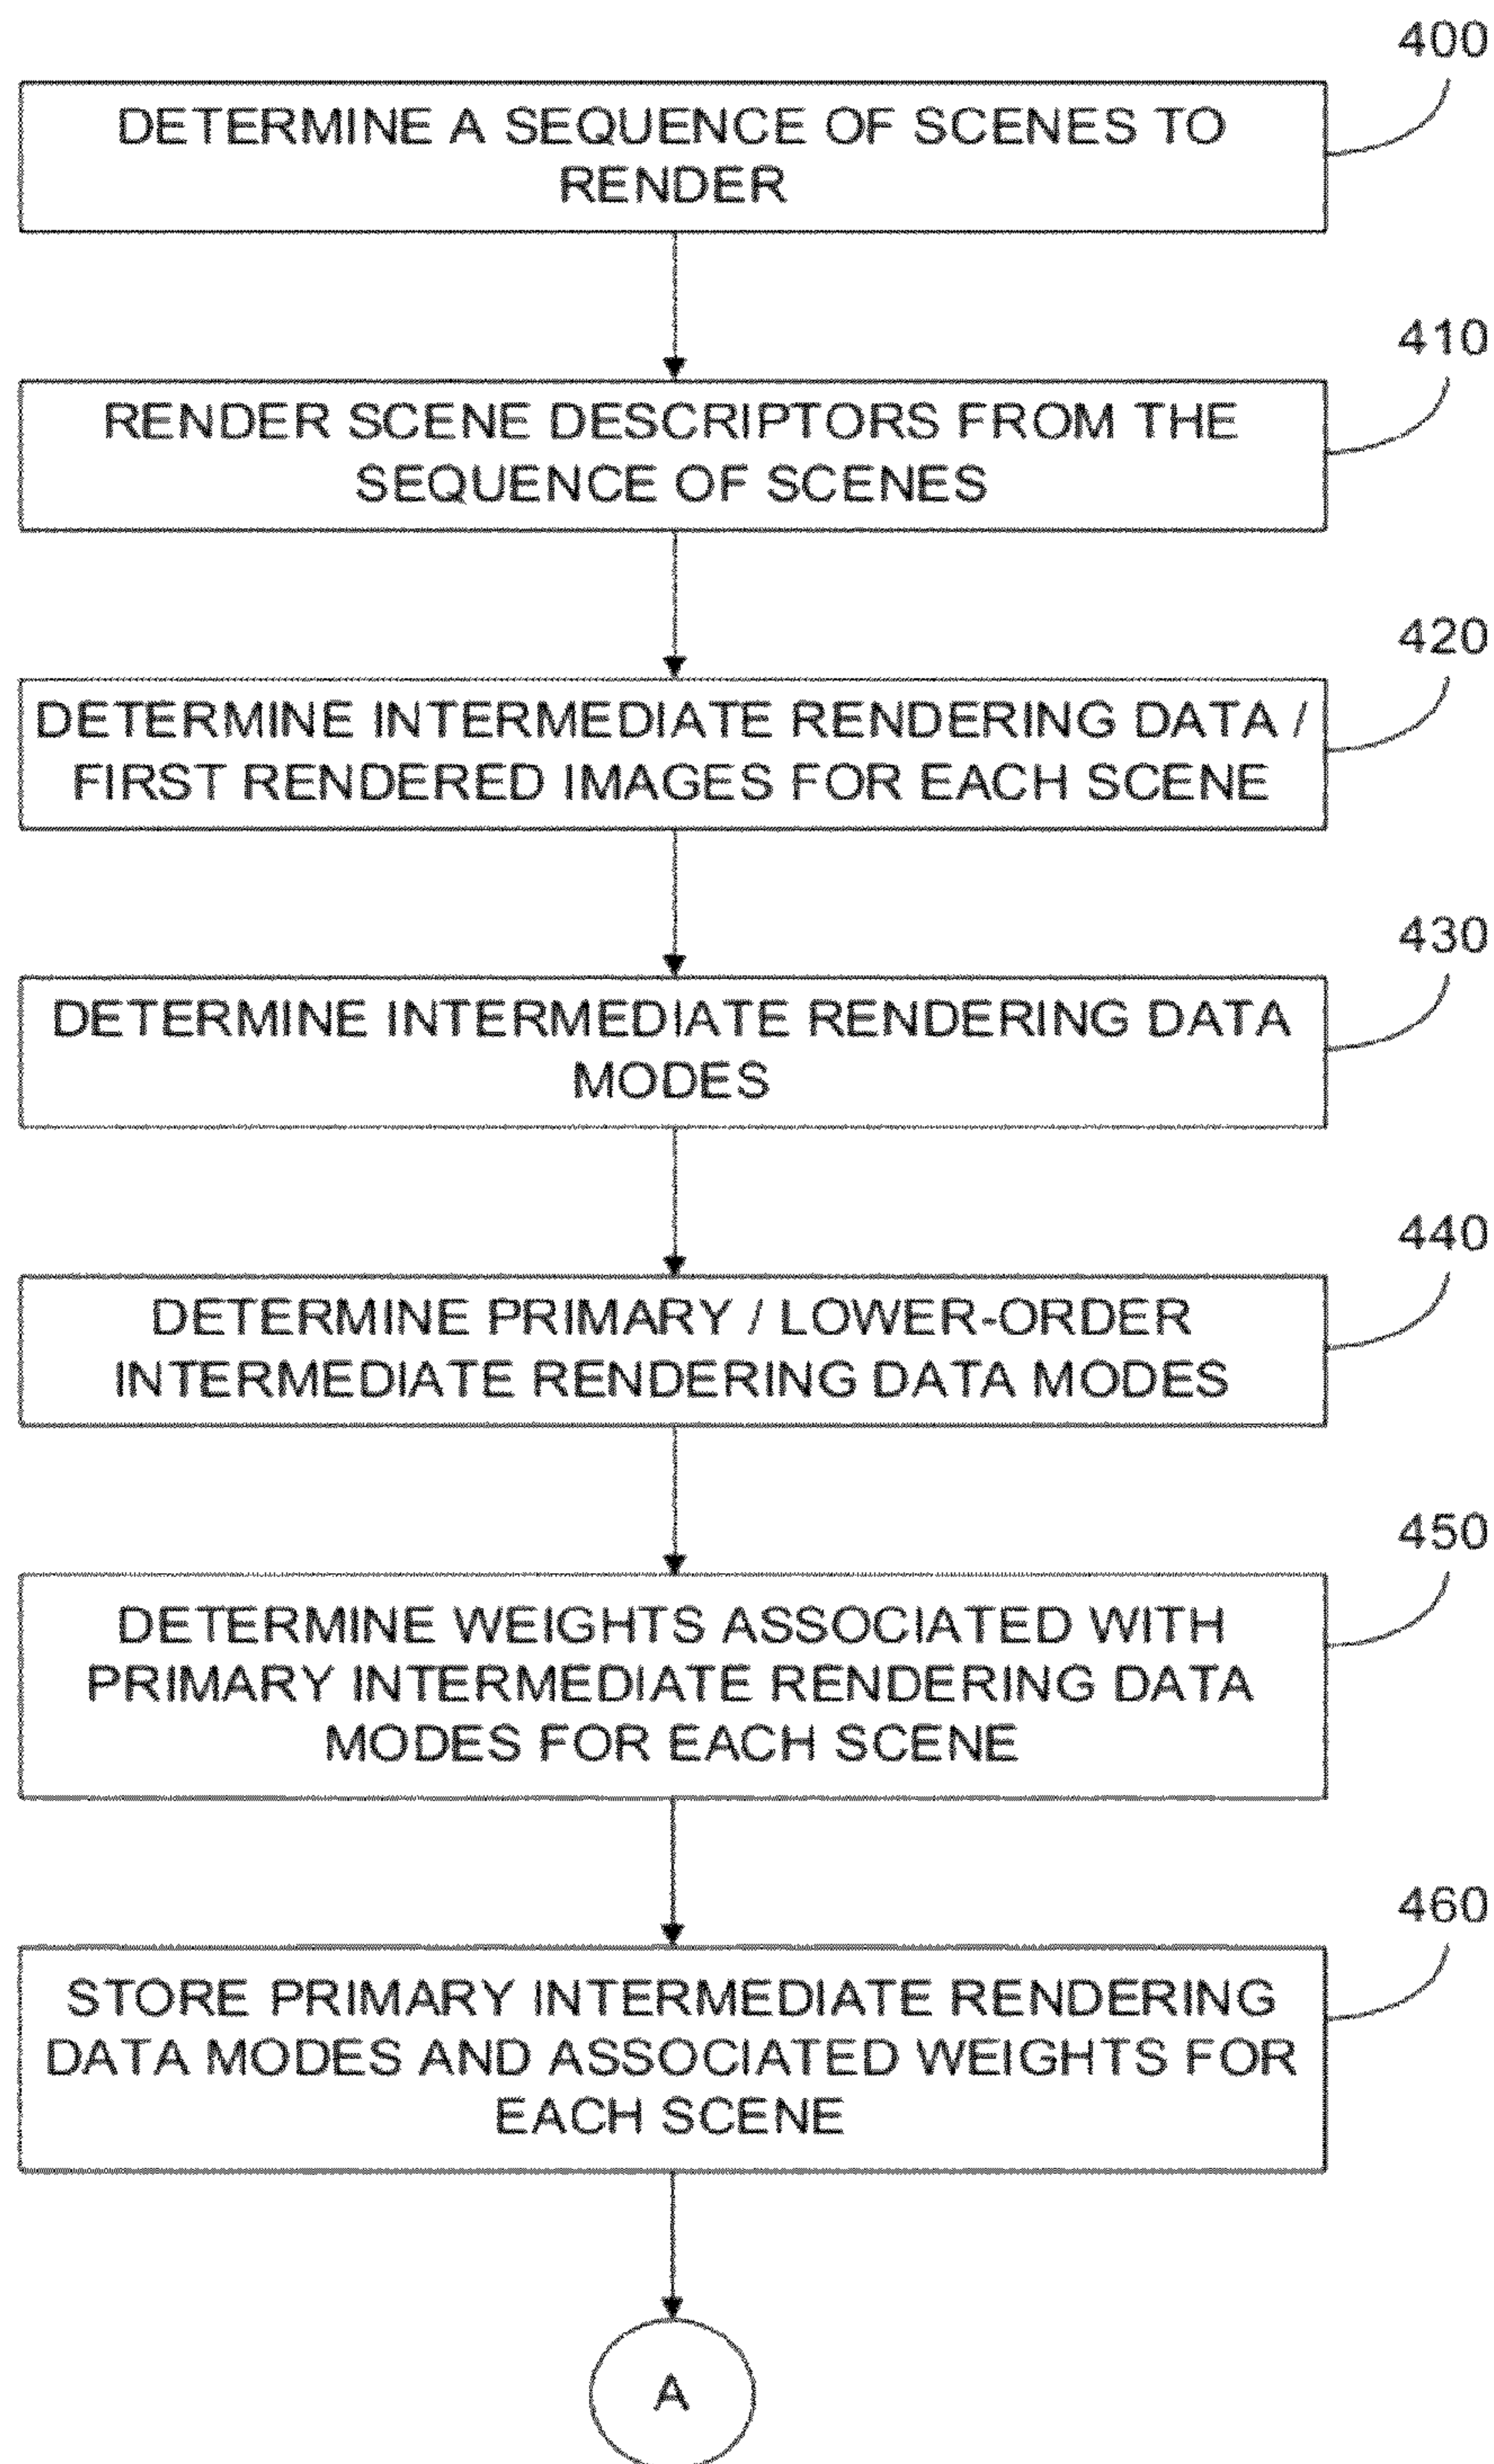 400
DETERMINE A SEQUENCE OF SCENES TO
RENDER
410
RENDER SCENE DESCRIPTORS FROM THE
SEQUENCE OF SCENES
420
DETERMINE INTERMEDIATE RENDERING DATA /
FIRST RENDERED IMAGES FOR EACH SCENE
430
DETERMINE INTERMEDIATE RENDERING DATA
MODES
440
DETERMINE PRIMARY / LOWER-ORDER
INTERMEDIATE RENDERING DATA MODES
450
DETERMINE WEIGHTS ASSOCIATED WITH
PRIMARY INTERMEDIATE RENDERING DATA
MODES FOR EACH SCENE
460
STORE PRIMARY INTERMEDIATE RENDERING
DATA MODES AND ASSOCIATED WEIGHTS FOR
EACH SCENE
A